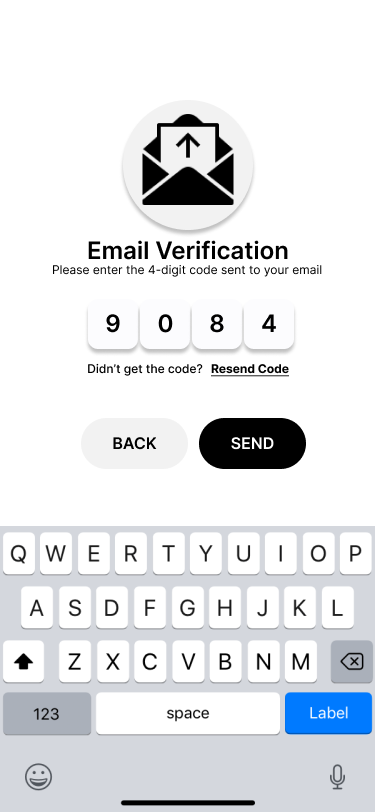 Email Verification
Please enter the 4-digit code sent to your email
9 0 8 4
Didn't get the code? Resend Code
BACK SEND
Q W E R T Y U I O P
A S D F G H J K L
Z X C V B N M
123 space Label